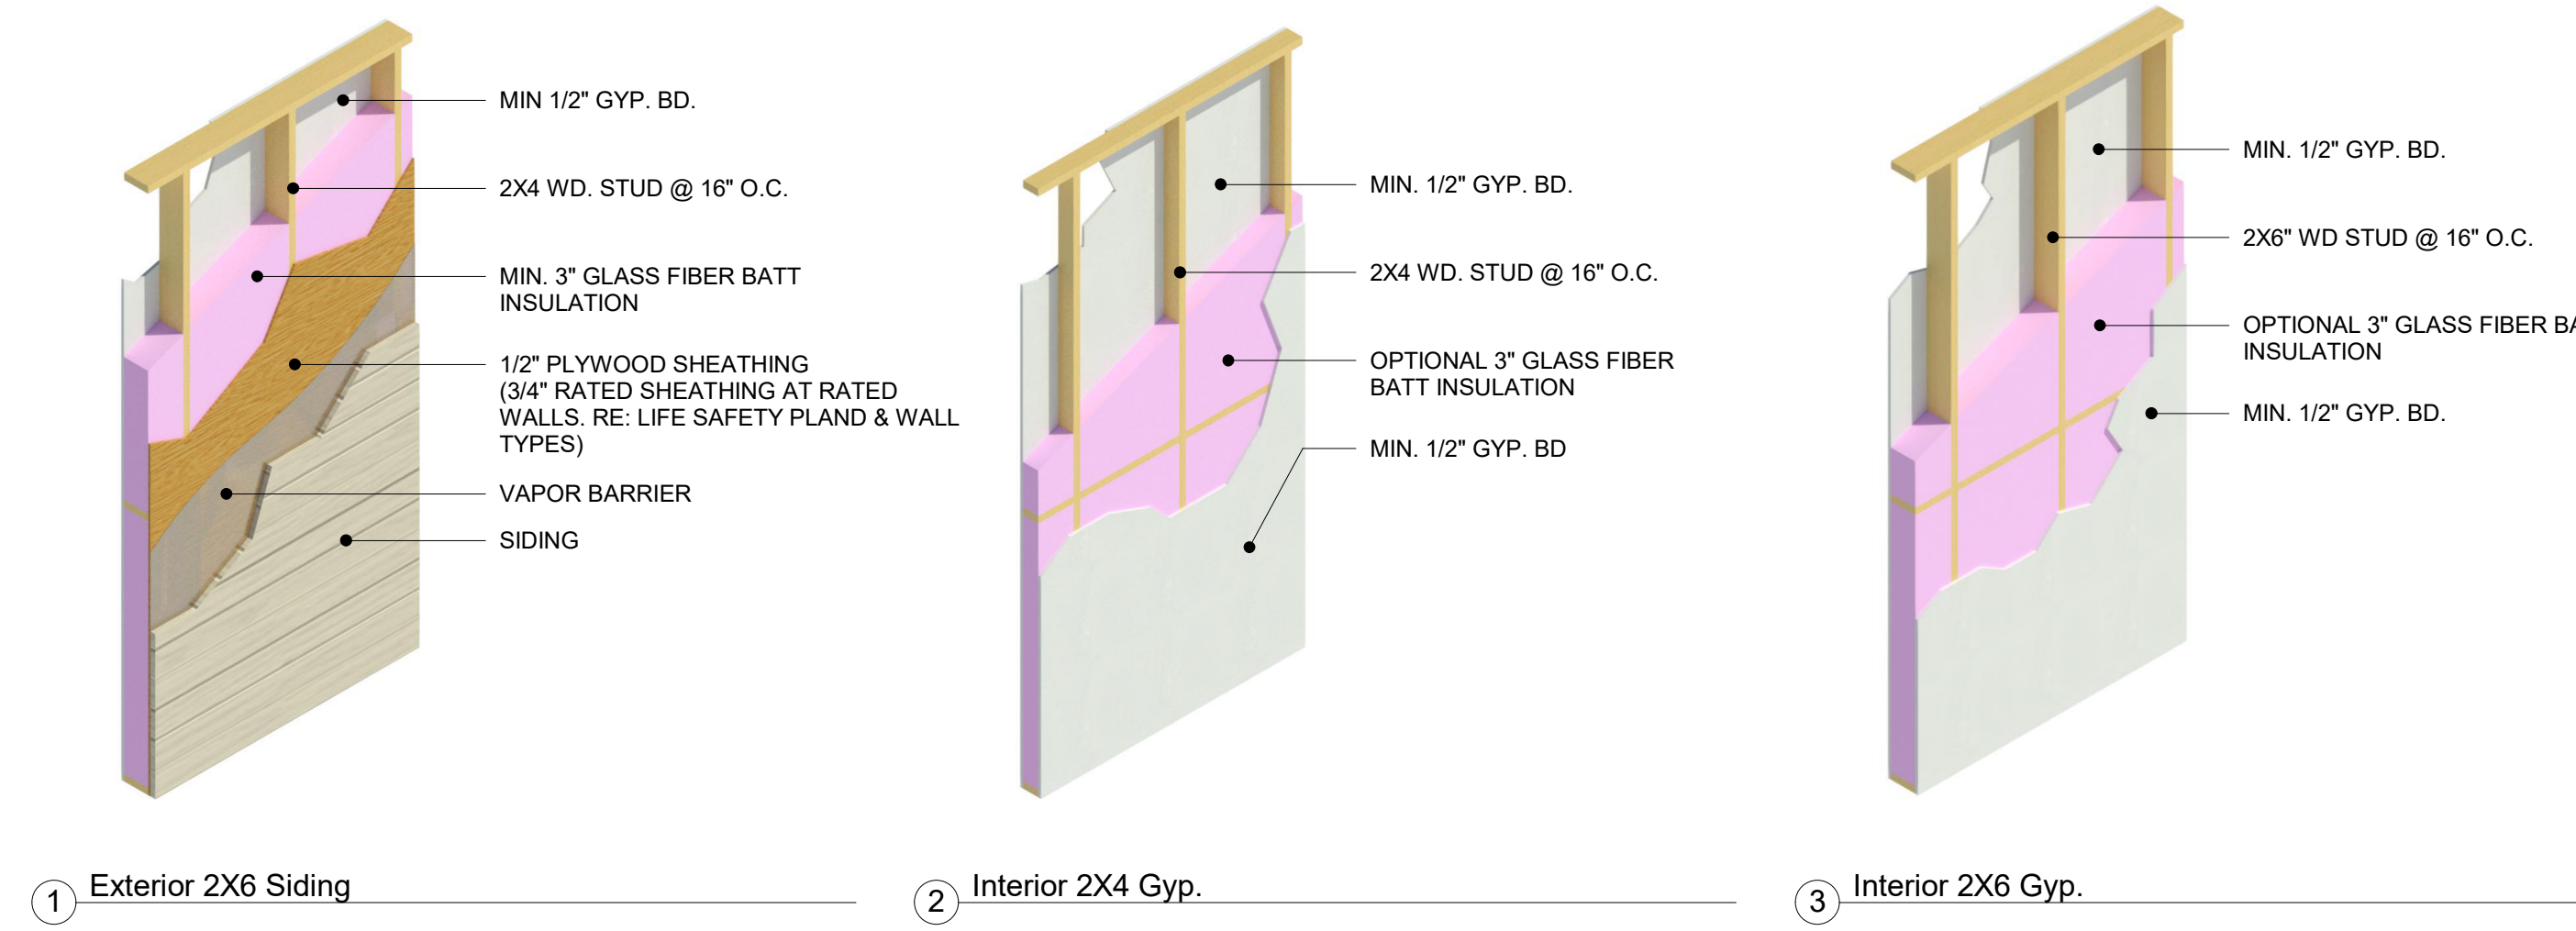 MIN 1/2" GYP. BD.
2X4 WD. STUD @ 16" O.C.
MIN. 3" GLASS FIBER BATT
INSULATION
1/2" PLYWOOD SHEATHING
(3/4" RATED SHEATHING AT RATED
WALLS. RE: LIFE SAFETY PLAND & WALL
TYPES)
VAPOR BARRIER
SIDING
1 Exterior 2X6 Siding
MIN. 1/2" GYP. BD.
2X4 WD. STUD @ 16" O.C.
OPTIONAL 3" GLASS FIBER
BATT INSULATION
MIN. 1/2" GYP. BD
2 Interior 2X4 Gyp.
MIN. 1/2" GYP. BD.
2X6" WD STUD @ 16" O.C.
OPTIONAL 3" GLASS FIBER
INSULATION
MIN. 1/2" GYP. BD.
3 Interior 2X6 Gyp.